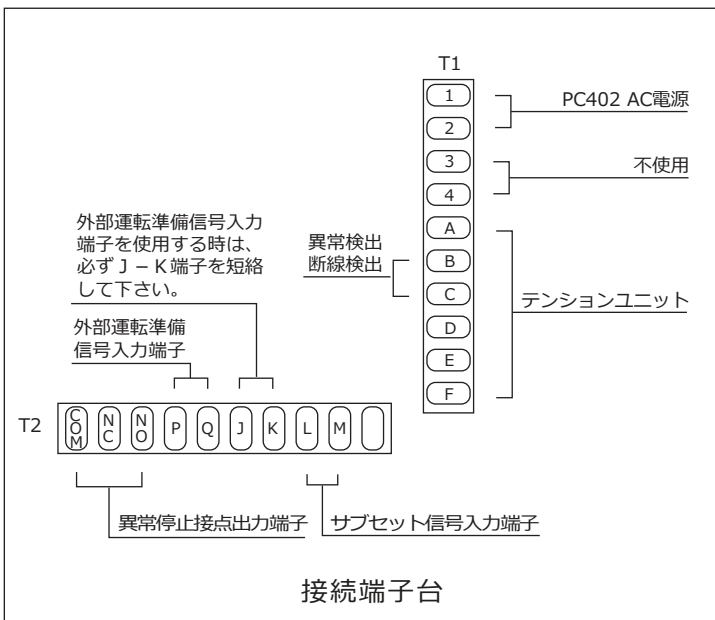 T1
1
PC402 AC電源
2
3
不使用
4
外部運転準備信号入力
端子を使用する時は、
必ずJ－K端子を短絡
して下さい。
A
異常検出
断線検出
B
C
テンションユニット
D
E
F
外部運転準備
信号入力端子
T2
COM NC NO P Q J K L M
異常停止接点出力端子
サブセット信号入力端子
接続端子台